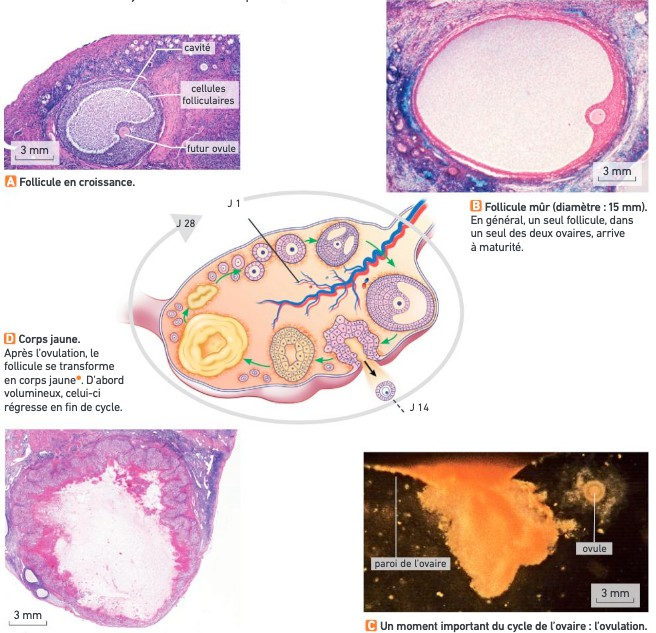 cavité
cellules
folliculaires
futur ovule
3 mm
A Follicule en croissance.
3 mm
B Follicule mûr (diamètre : 15 mm).
En général, un seul follicule, dans
un seul des deux ovaires, arrive
à maturité.
J 1
J 28
J 14
D Corps jaune.
Après l'ovulation, le
follicule se transforme
en corps jaune*. D'abord
volumineux, celui-ci
régresse en fin de cycle.
3 mm
paroi de l'ovaire
ovule
3 mm
C Un moment important du cycle de l'ovaire : l'ovulation.